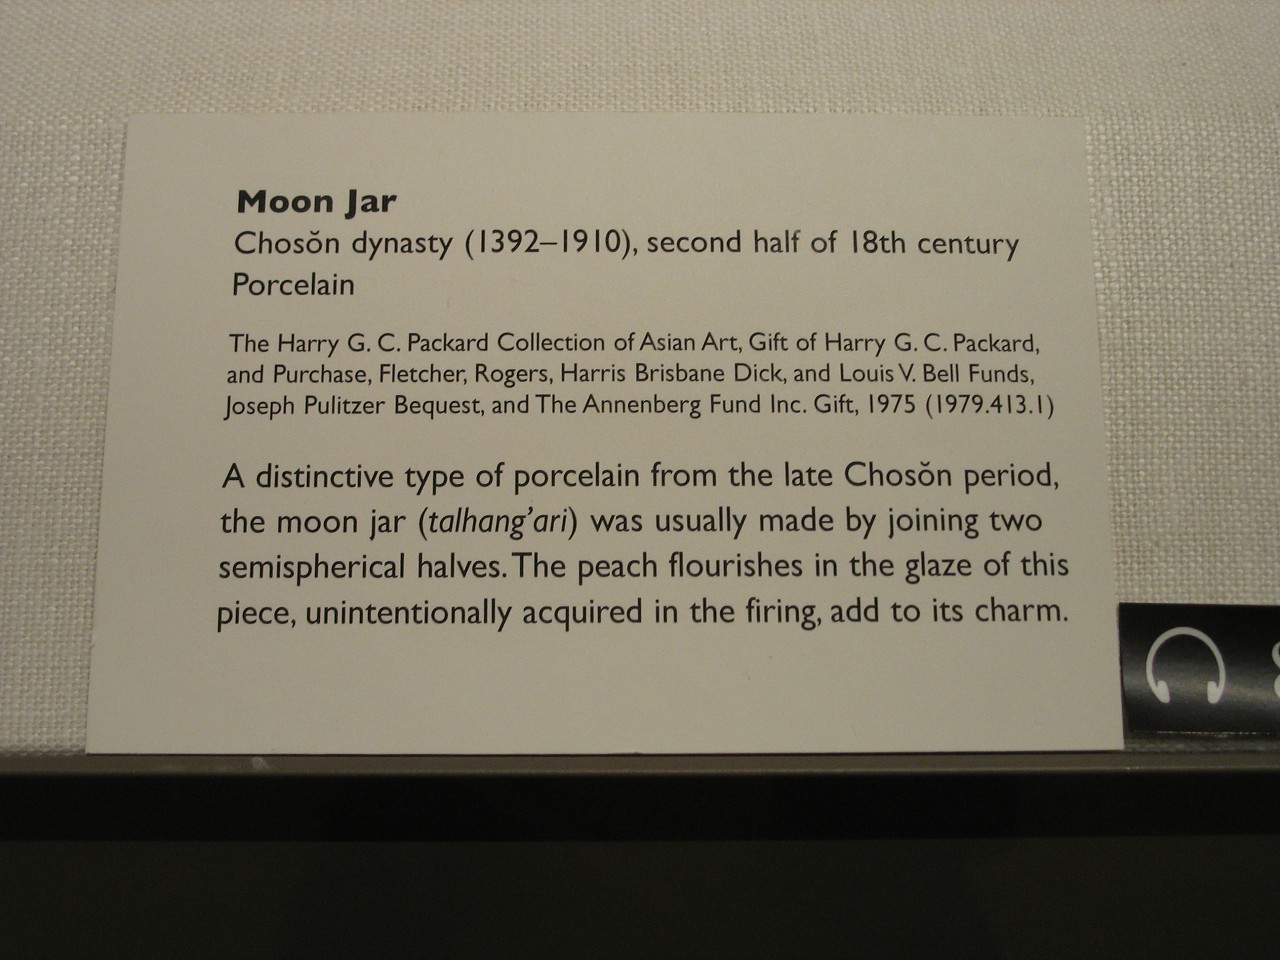 Moon Jar
Chosŏn dynasty (1392–1910), second half of 18th century
Porcelain
The Harry G. C. Packard Collection of Asian Art, Gift of Harry G. C. Packard,
and Purchase, Fletcher, Rogers, Harris Brisbane Dick, and Louis V. Bell Funds,
Joseph Pulitzer Bequest, and The Annenberg Fund Inc. Gift, 1975 (1979.413.1)
A distinctive type of porcelain from the late Chosŏn period,
the moon jar (talhang’ari) was usually made by joining two
semispherical halves. The peach flourishes in the glaze of this
piece, unintentionally acquired in the firing, add to its charm.